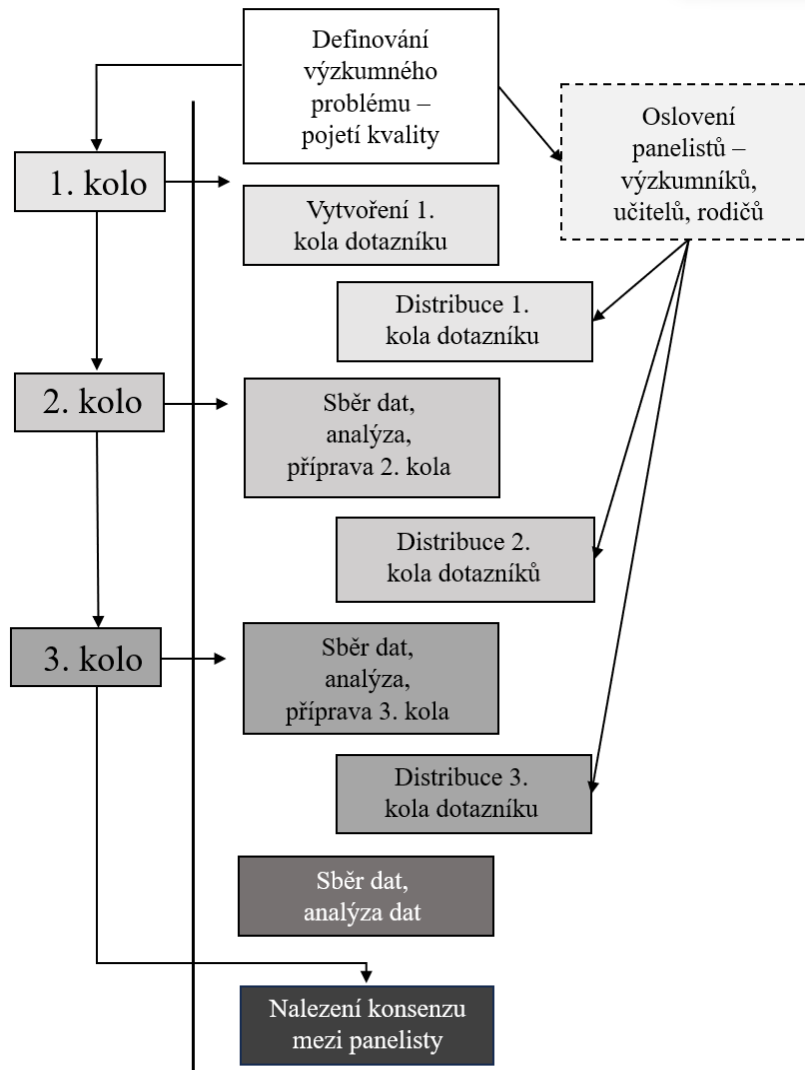 Definování
výzkumného
problému –
pojetí kvality
Oslovení
panelistů –
výzkumníků,
učitelů, rodičů
1. kolo
Vytvoření 1.
kola dotazníku
Distribuce 1.
kola dotazníku
2. kolo
Sběr dat,
analýza,
příprava 2. kola
Distribuce 2.
kola dotazníků
3. kolo
Sběr dat,
analýza,
příprava 3. kola
Distribuce 3.
kola dotazníku
Sběr dat,
analýza dat
Nalezení konsenzu
mezi panelisty